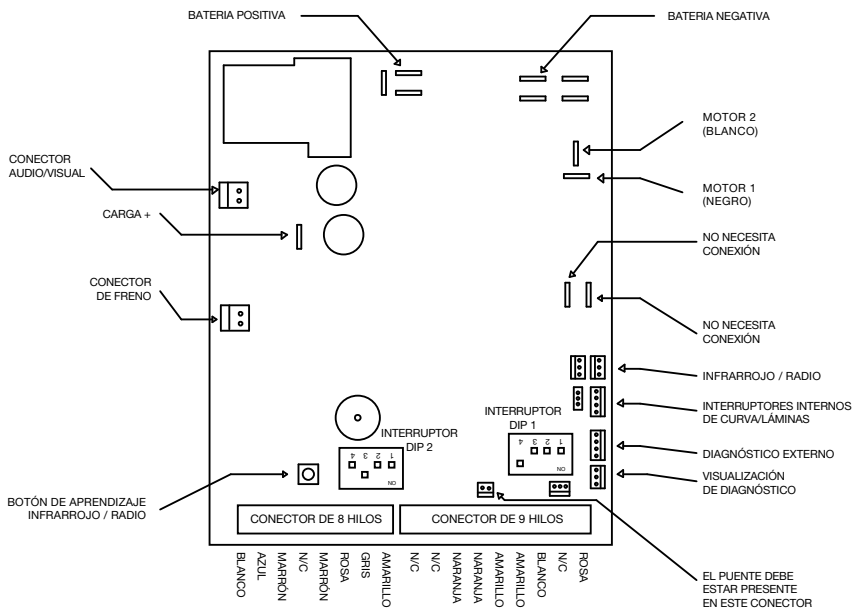 BATERIA POSITIVA
BATERIA NEGATIVA
MOTOR 2
(BLANCO)
CONECTOR
AUDIO/VISUAL
MOTOR 1
(NEGRO)
CARGA +
NO NECESITA
CONEXIÓN
CONECTOR
DE FRENO
NO NECESITA
CONEXIÓN
INFRARROJO / RADIO
INTERRUPTORES INTERNOS
DE CURVA/LÁMINAS
INTERRUPTOR
DIP 1
INTERRUPTOR
DIP 2
4 3 2 1
NO
4 3 2 1
NO
DIAGNÓSTICO EXTERNO
VISUALIZACIÓN
DE DIAGNÓSTICO
BOTÓN DE APRENDIZAJE
INFRARROJO / RADIO
CONECTOR DE 8 HILOS
CONECTOR DE 9 HILOS
BLANCO
AZUL
MARRÓN
N/C
MARRÓN
ROSA
GRIS
AMARILLO
N/C
N/C
NARANJA
NARANJA
AMARILLO
AMARILLO
BLANCO
N/C
ROSA
EL PUENTE DEBE
ESTAR PRESENTE
EN ESTE CONECTOR